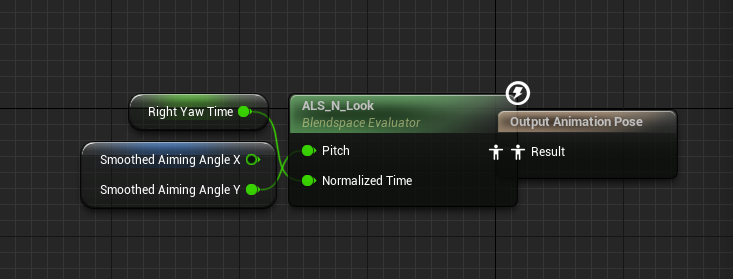 Right Yaw Time
Smoothed Aiming Angle X
Smoothed Aiming Angle Y
ALS_N_Look
Blendspace Evaluator
Pitch
Normalized Time
Output Animation Pose
Result